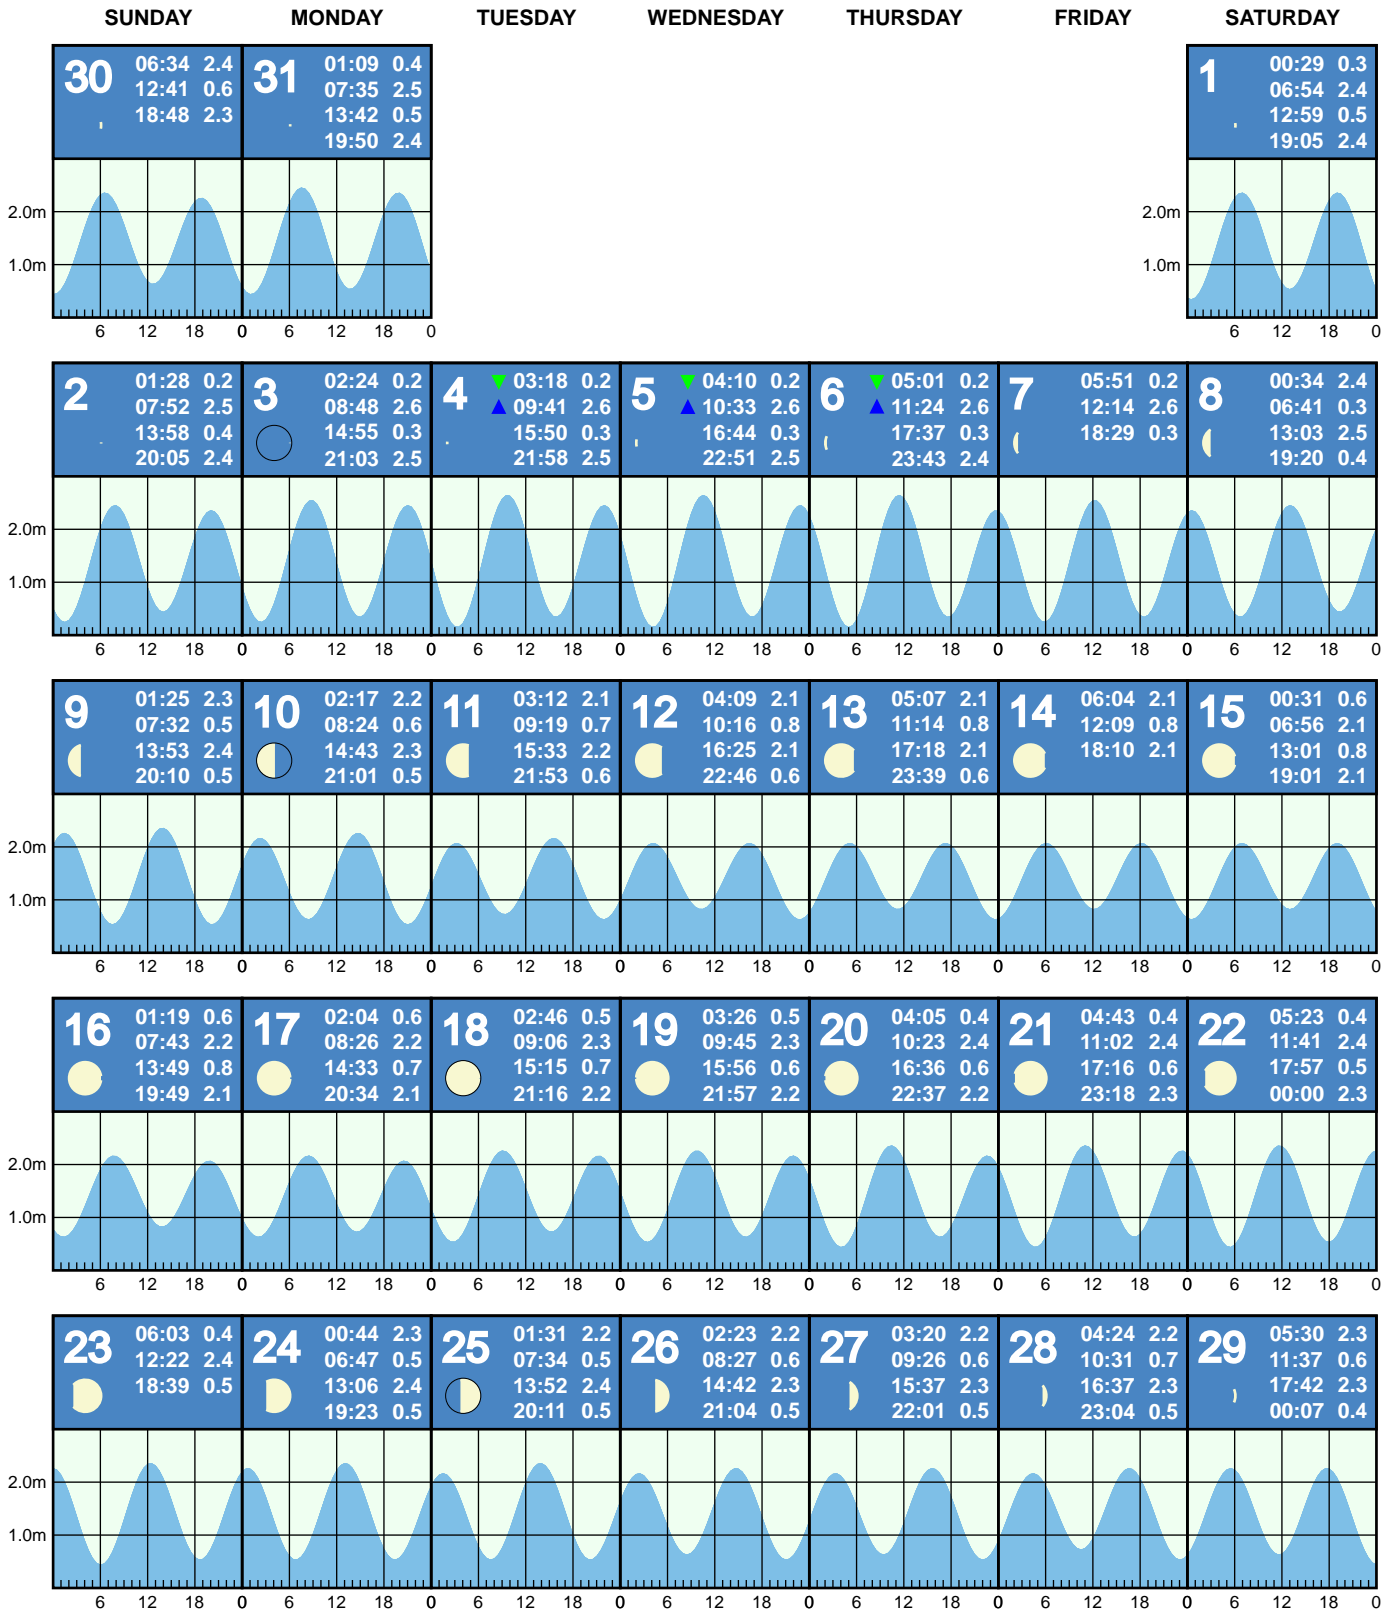 SUNDAY MONDAY TUESDAY WEDNESDAY THURSDAY FRIDAY SATURDAY
30 06:34 2.4
12:41 0.6
18:48 2.3
31 01:09 0.4
07:35 2.5
13:42 0.5
19:50 2.4
1 00:29 0.3
06:54 2.4
12:59 0.5
19:05 2.4
2.0m
1.0m
2.0m
1.0m
6 12 18 0 6 12 18 0 6 12 18 0
2 01:28 0.2
07:52 2.5
13:58 0.4
20:05 2.4
3 02:24 0.2
08:48 2.6
14:55 0.3
21:03 2.5
4 03:18 0.2
09:41 2.6
15:50 0.3
21:58 2.5
5 04:10 0.2
10:33 2.6
16:44 0.3
22:51 2.5
6 05:01 0.2
11:24 2.6
17:37 0.3
23:43 2.4
7 05:51 0.2
12:14 2.6
18:29 0.3
8 00:34 2.4
06:41 0.3
13:03 2.5
19:20 0.4
2.0m
1.0m
6 12 18 0 6 12 18 0 6 12 18 0 6 12 18 0 6 12 18 0 6 12 18 0 6 12 18 0
9 01:25 2.3
07:32 0.5
13:53 2.4
20:10 0.5
10 02:17 2.2
08:24 0.6
14:43 2.3
21:01 0.5
11 03:12 2.1
09:19 0.7
15:33 2.2
21:53 0.6
12 04:09 2.1
10:16 0.8
16:25 2.1
22:46 0.6
13 05:07 2.1
11:14 0.8
17:18 2.1
23:39 0.6
14 06:04 2.1
12:09 0.8
18:10 2.1
15 00:31 0.6
06:56 2.1
13:01 0.8
19:01 2.1
2.0m
1.0m
6 12 18 0 6 12 18 0 6 12 18 0 6 12 18 0 6 12 18 0 6 12 18 0 6 12 18 0
16 01:19 0.6
07:43 2.2
13:49 0.8
19:49 2.1
17 02:04 0.6
08:26 2.2
14:33 0.7
20:34 2.1
18 02:46 0.5
09:06 2.3
15:15 0.7
21:16 2.2
19 03:26 0.5
09:45 2.3
15:56 0.6
21:57 2.2
20 04:05 0.4
10:23 2.4
16:36 0.6
22:37 2.2
21 04:43 0.4
11:02 2.4
17:16 0.6
23:18 2.3
22 05:23 0.4
11:41 2.4
17:57 0.5
00:00 2.3
2.0m
1.0m
6 12 18 0 6 12 18 0 6 12 18 0 6 12 18 0 6 12 18 0 6 12 18 0 6 12 18 0
23 06:03 0.4
12:22 2.4
18:39 0.5
24 00:44 2.3
06:47 0.5
13:06 2.4
19:23 0.5
25 01:31 2.2
07:34 0.5
13:52 2.4
20:11 0.5
26 02:23 2.2
08:27 0.6
14:42 2.3
21:04 0.5
27 03:20 2.2
09:26 0.6
15:37 2.3
22:01 0.5
28 04:24 2.2
10:31 0.7
16:37 2.3
23:04 0.5
29 05:30 2.3
11:37 0.6
17:42 2.3
00:07 0.4
2.0m
1.0m
6 12 18 0 6 12 18 0 6 12 18 0 6 12 18 0 6 12 18 0 6 12 18 0 6 12 18 0